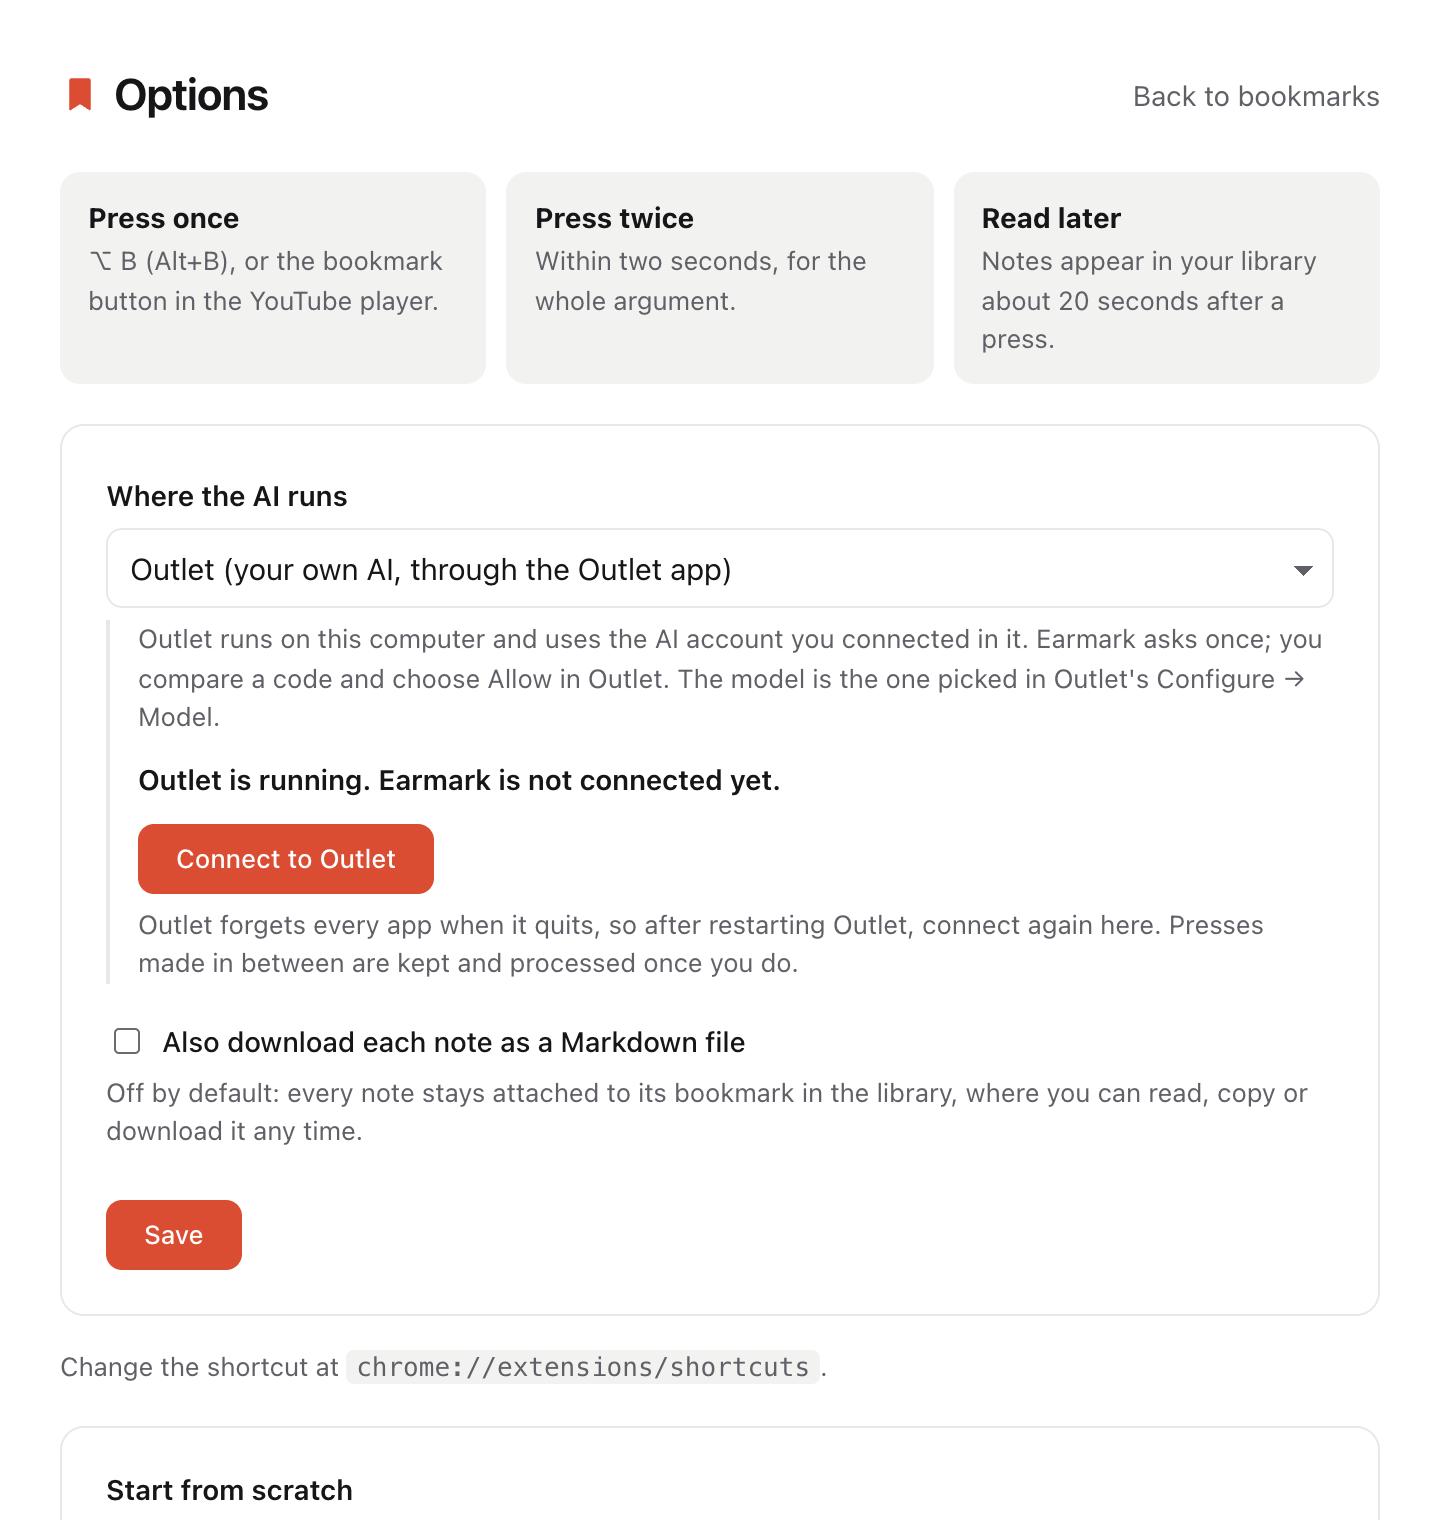 Options
Back to bookmarks
Press once
⌥ B (Alt+B), or the bookmark
button in the YouTube player.
Press twice
Within two seconds, for the
whole argument.
Read later
Notes appear in your library
about 20 seconds after a
press.
Where the AI runs
Outlet (your own AI, through the Outlet app)
Outlet runs on this computer and uses the AI account you connected in it. Earmark asks once; you
compare a code and choose Allow in Outlet. The model is the one picked in Outlet's Configure →
Model.
Outlet is running. Earmark is not connected yet.
Connect to Outlet
Outlet forgets every app when it quits, so after restarting Outlet, connect again here. Presses
made in between are kept and processed once you do.
Also download each note as a Markdown file
Off by default: every note stays attached to its bookmark in the library, where you can read, copy or
download it any time.
Save
Change the shortcut at chrome://extensions/shortcuts.
Start from scratch